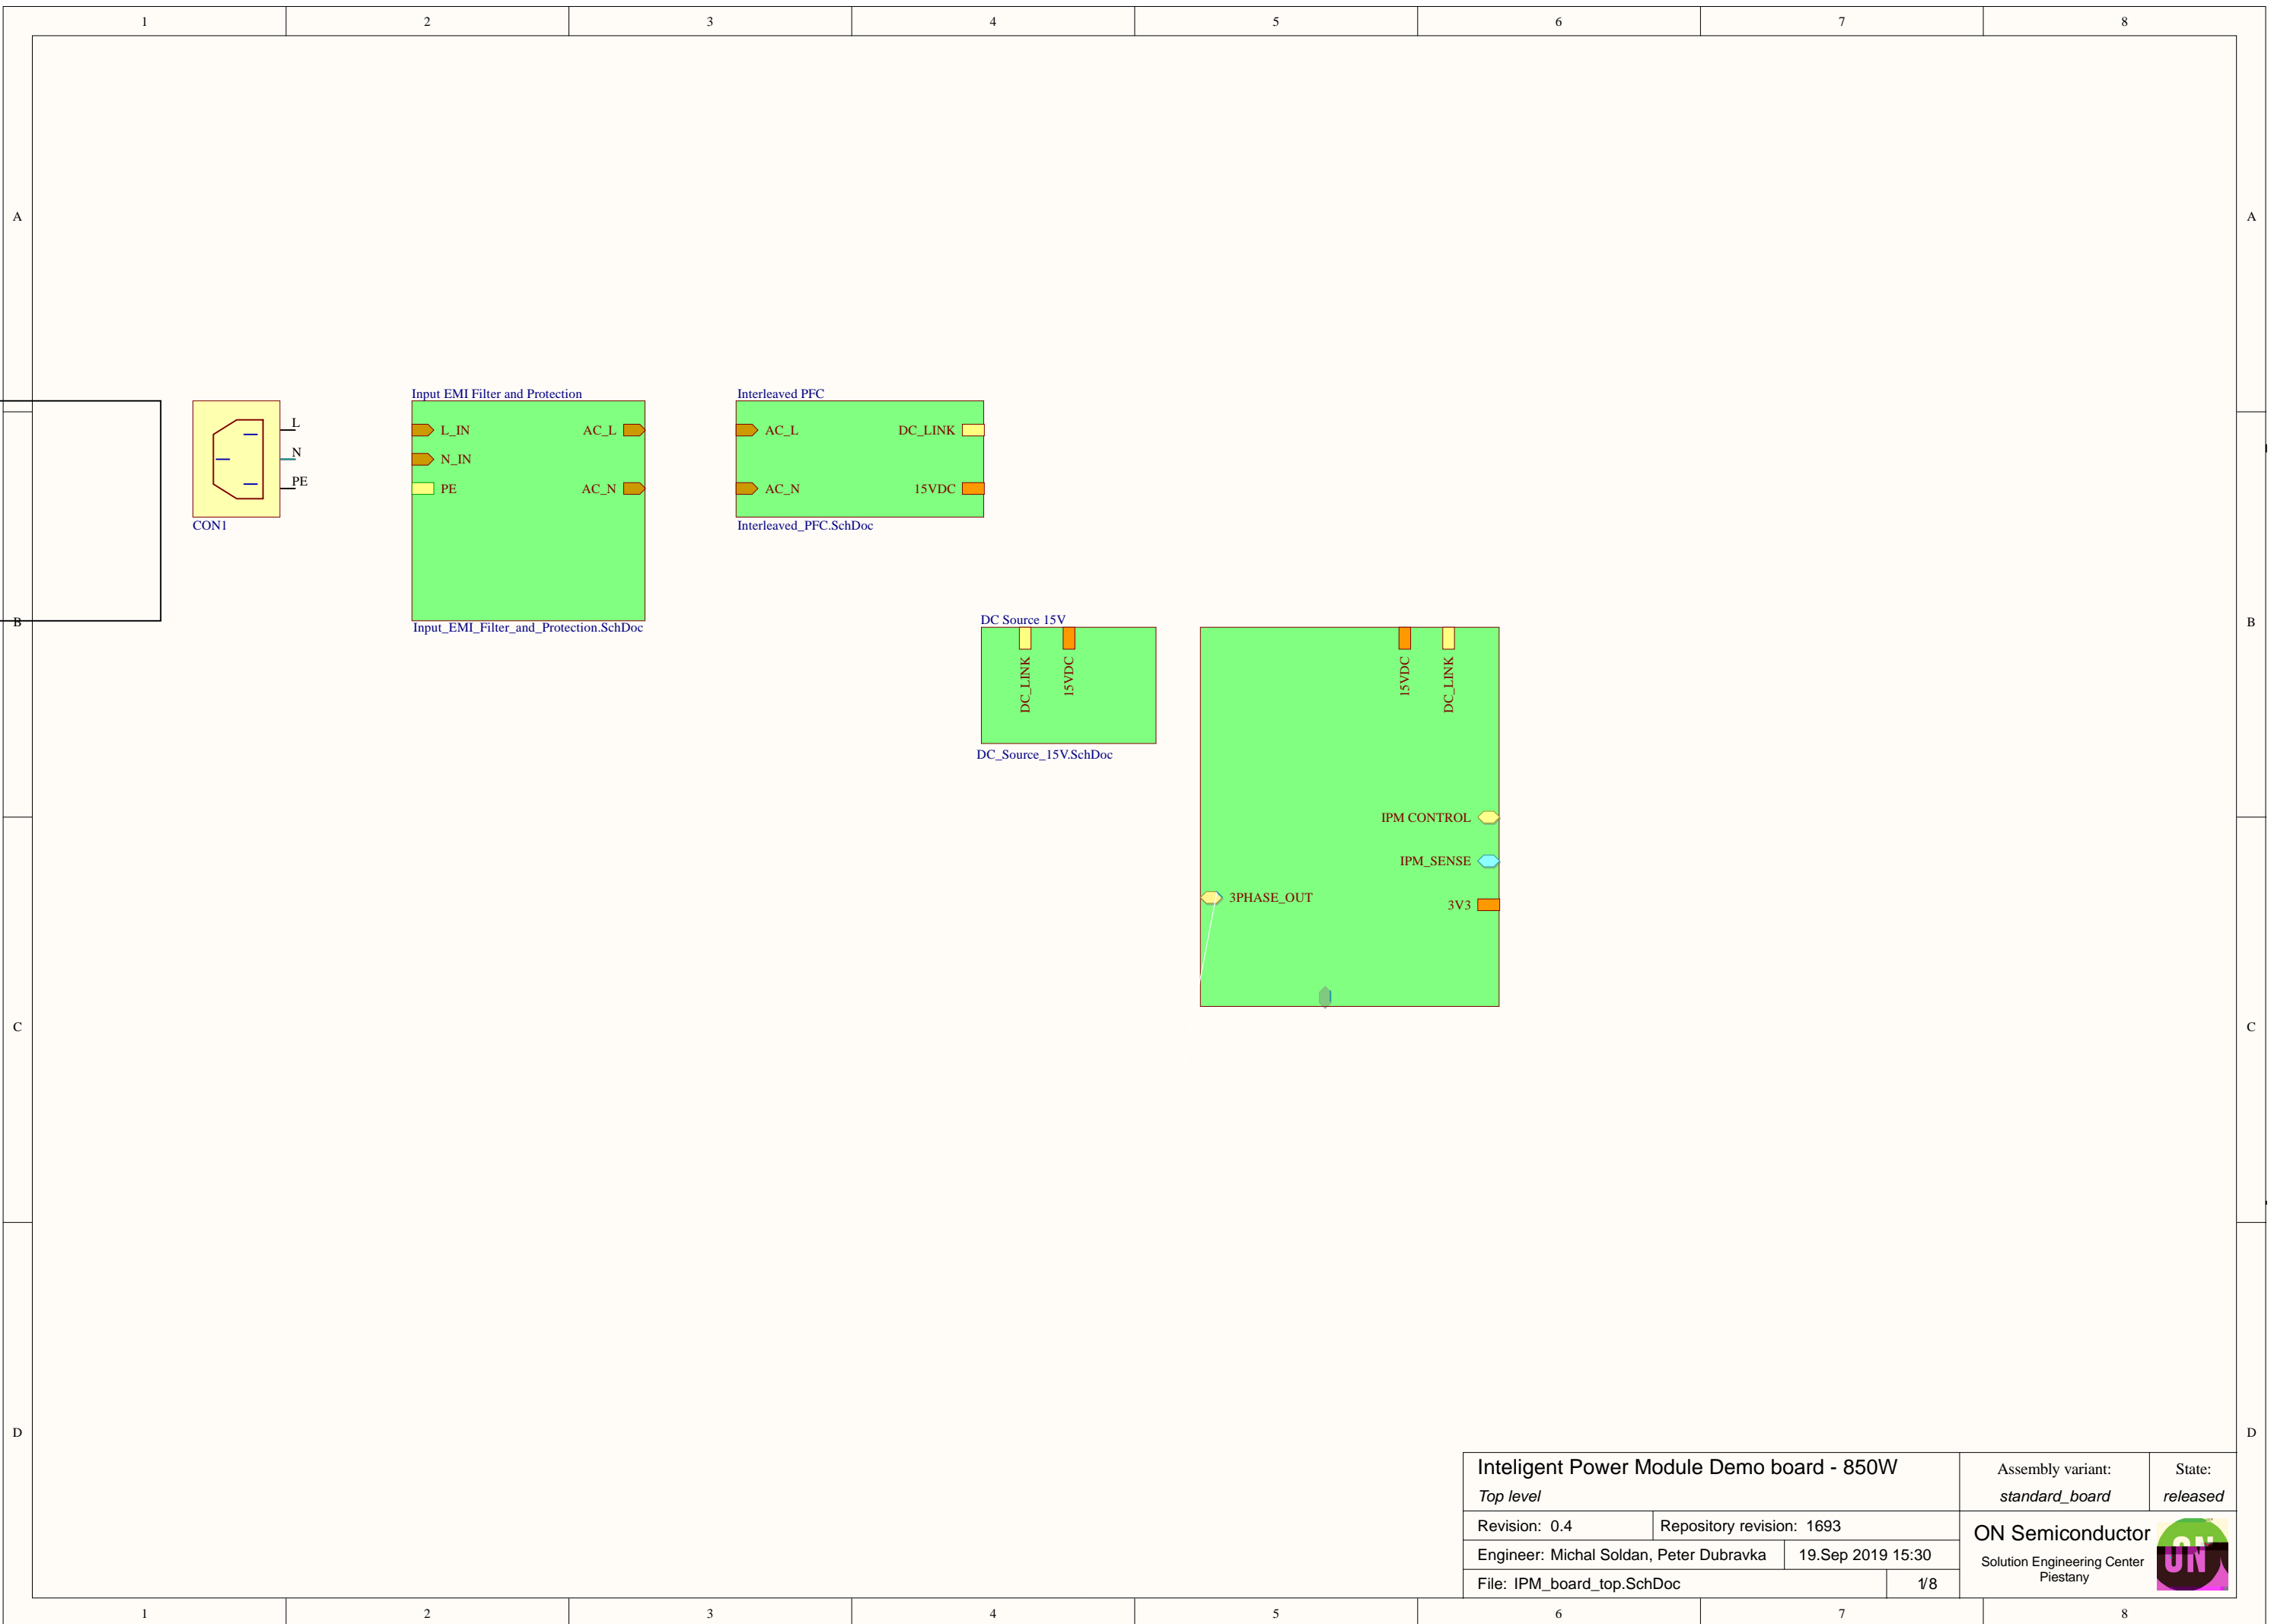 1 2 3 4 5 6 7 8
A A
Input EMI Filter and Protection
Interleaved PFC
L
N
PE
CON1
L_IN AC_L
N_IN
PE AC_N
Input_EMI_Filter_and_Protection.SchDoc
AC_L DC_LINK
AC_N 15VDC
Interleaved_PFC.SchDoc
B B
DC Source 15V
DC_LINK
15VDC
DC_Source_15V.SchDoc
15VDC
DC_LINK
IPM CONTROL
IPM_SENSE
3PHASE_OUT
3V3
C C
D D
Inteligent Power Module Demo board - 850W
Top level
Assembly variant:
standard_board
State:
released
Revision: 0.4
Repository revision: 1693
Engineer: Michal Soldan, Peter Dubravka
19.Sep 2019 15:30
File: IPM_board_top.SchDoc
1/8
ON Semiconductor
Solution Engineering Center
Piestany
ON
1 2 3 4 5 6 7 8